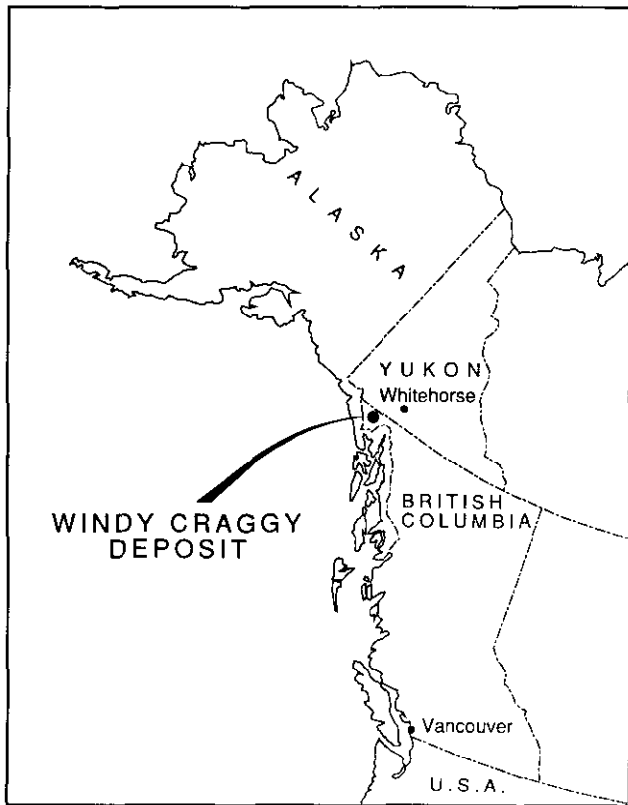 ALASKA
YUKON
Whitehorse
WINDY CRAGGY
DEPOSIT
BRITISH
COLUMBIA
Vancouver
U.S.A.